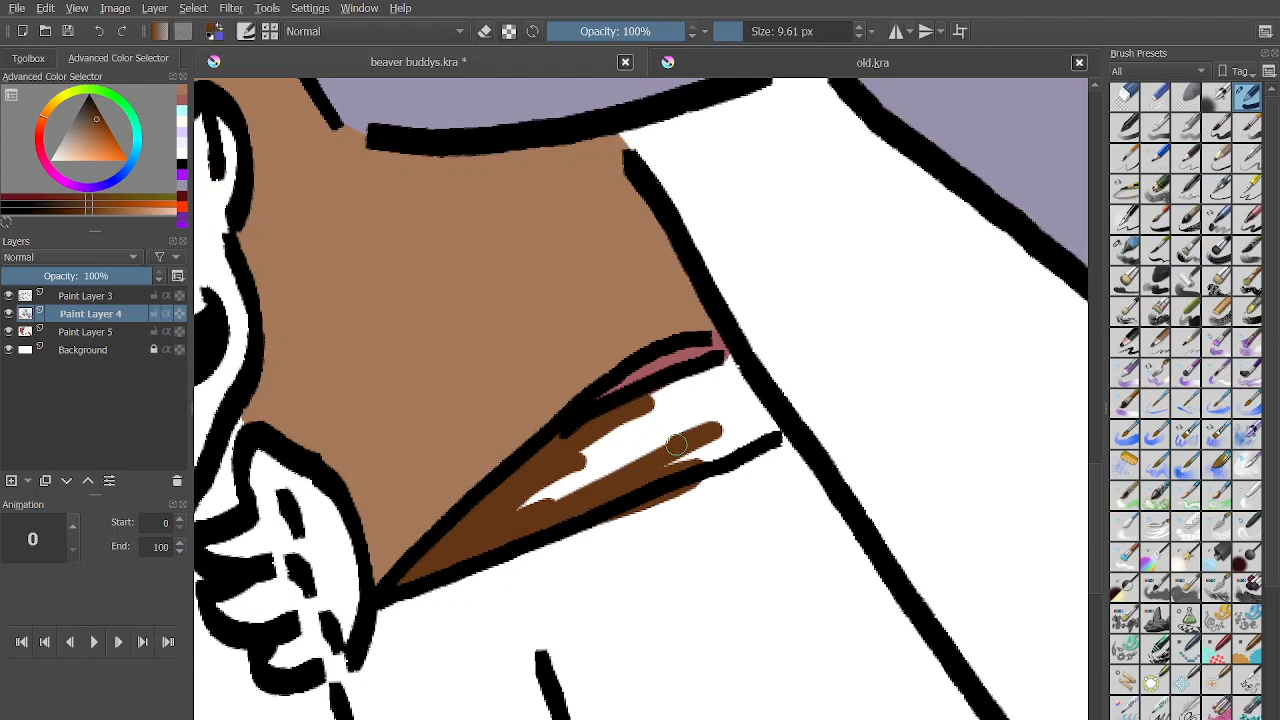 File Edit View Image Layer Select Filter Tools Settings Window Help
Normal Opacity: 100% Size: 9.61 px
Toolbox Advanced Color Selector beaver buddys.kra * old.kra Brush Presets
Advanced Color Selector All Tag
Layers
Normal
Opacity: 100%
Paint Layer 3
Paint Layer 4
Paint Layer 5
Background
Animation
0 Start: 0
End: 100